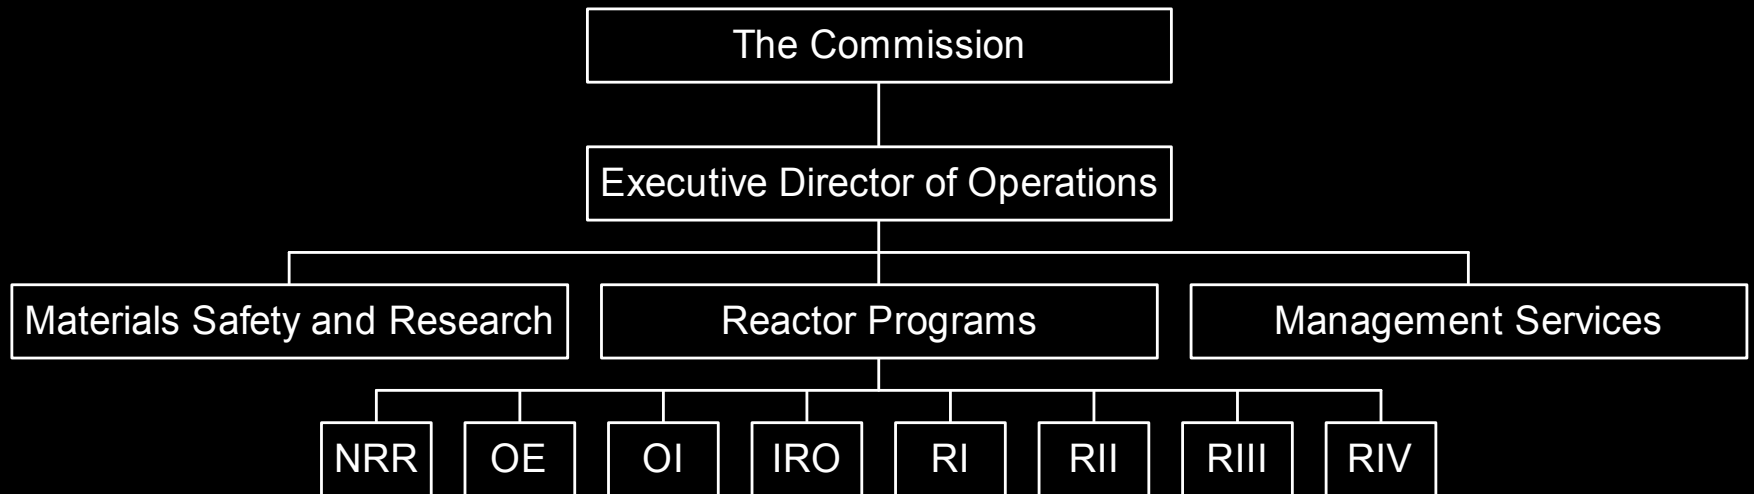 The Commission
Executive Director of Operations
Materials Safety and Research
Reactor Programs
Management Services
NRR
OE
OI
IRO
RI
RII
RIII
RIV